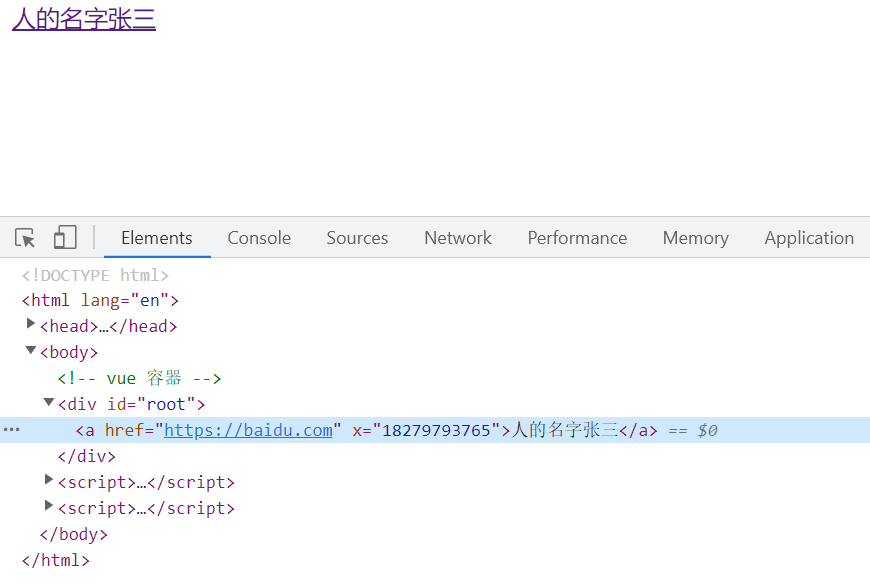 人的名字张三
Elements Console Sources Network Performance Memory Application
<!DOCTYPE html>
<html lang="en">
<head>…</head>
<body>
<!-- vue 容器 -->
<div id="root">
<a href="https://baidu.com" x="18279793765">人的名字张三</a> == $0
</div>
<script>…</script>
<script>…</script>
</body>
</html>